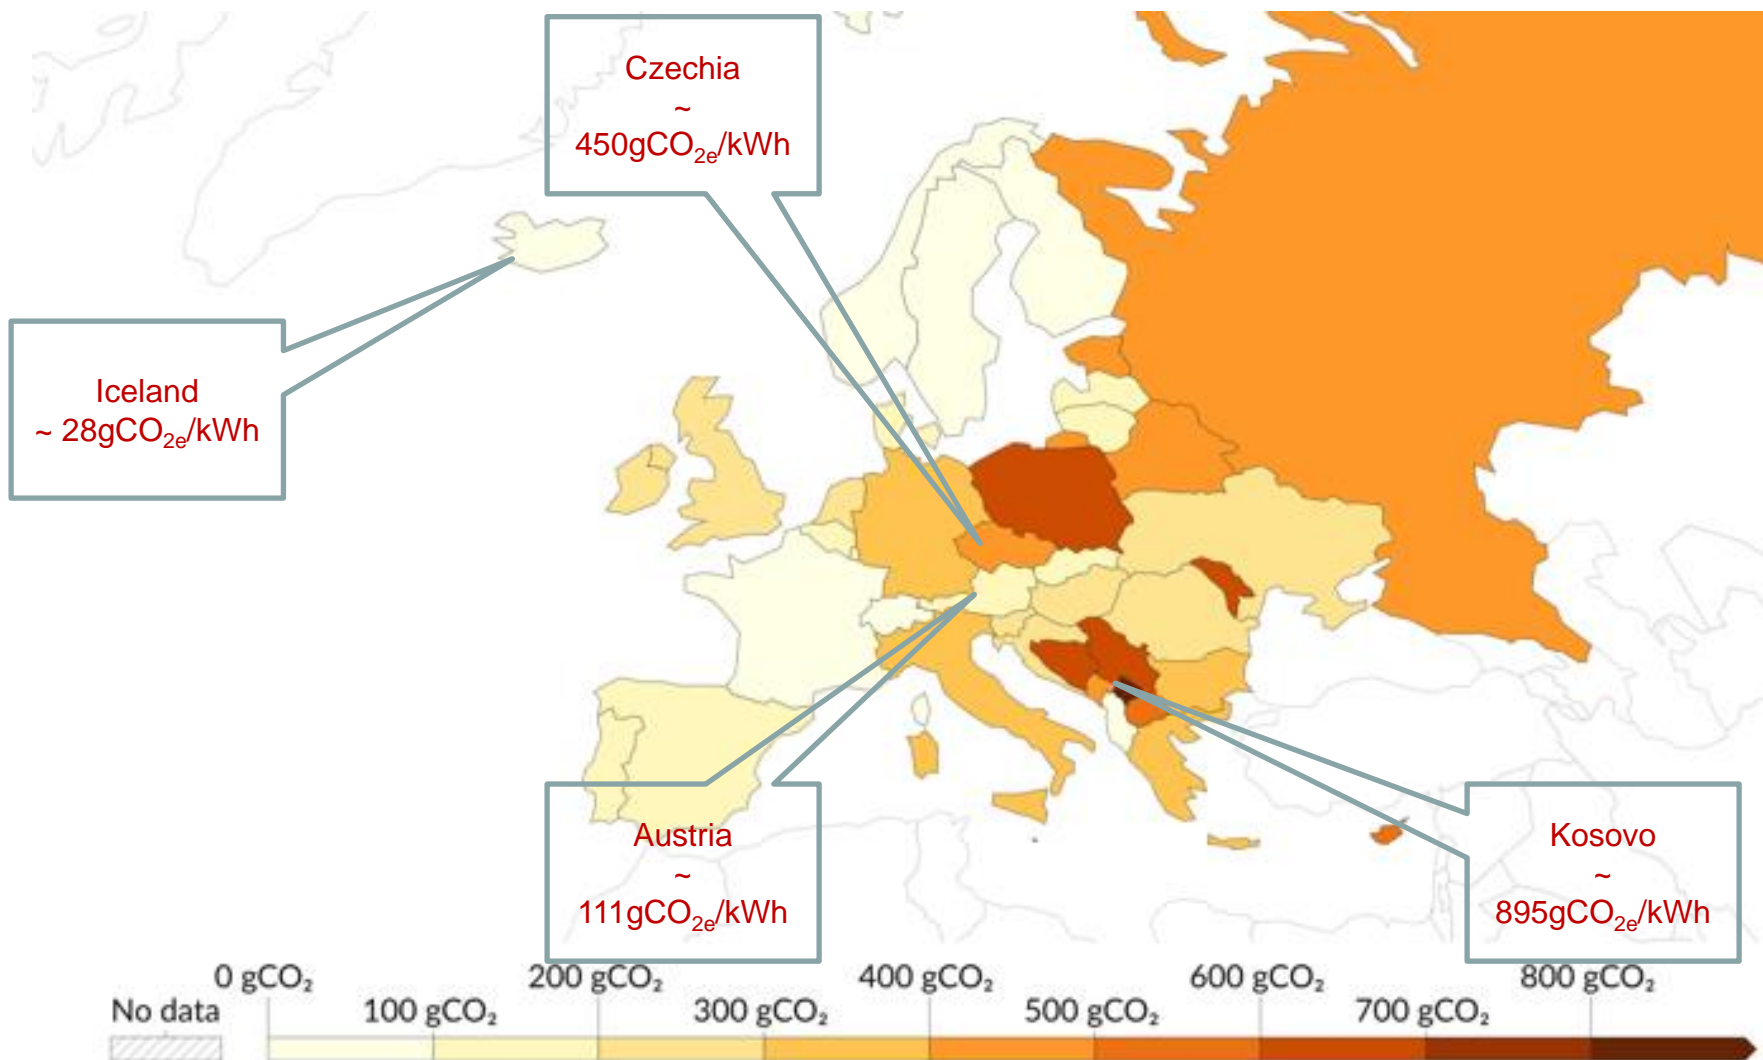 Czechia
~
450gCO₂ₑ/kWh
Iceland
~ 28gCO₂ₑ/kWh
Austria
~
111gCO₂ₑ/kWh
Kosovo
~
895gCO₂ₑ/kWh
0 gCO₂ 200 gCO₂ 400 gCO₂ 600 gCO₂ 800 gCO₂
No data 100 gCO₂ 300 gCO₂ 500 gCO₂ 700 gCO₂